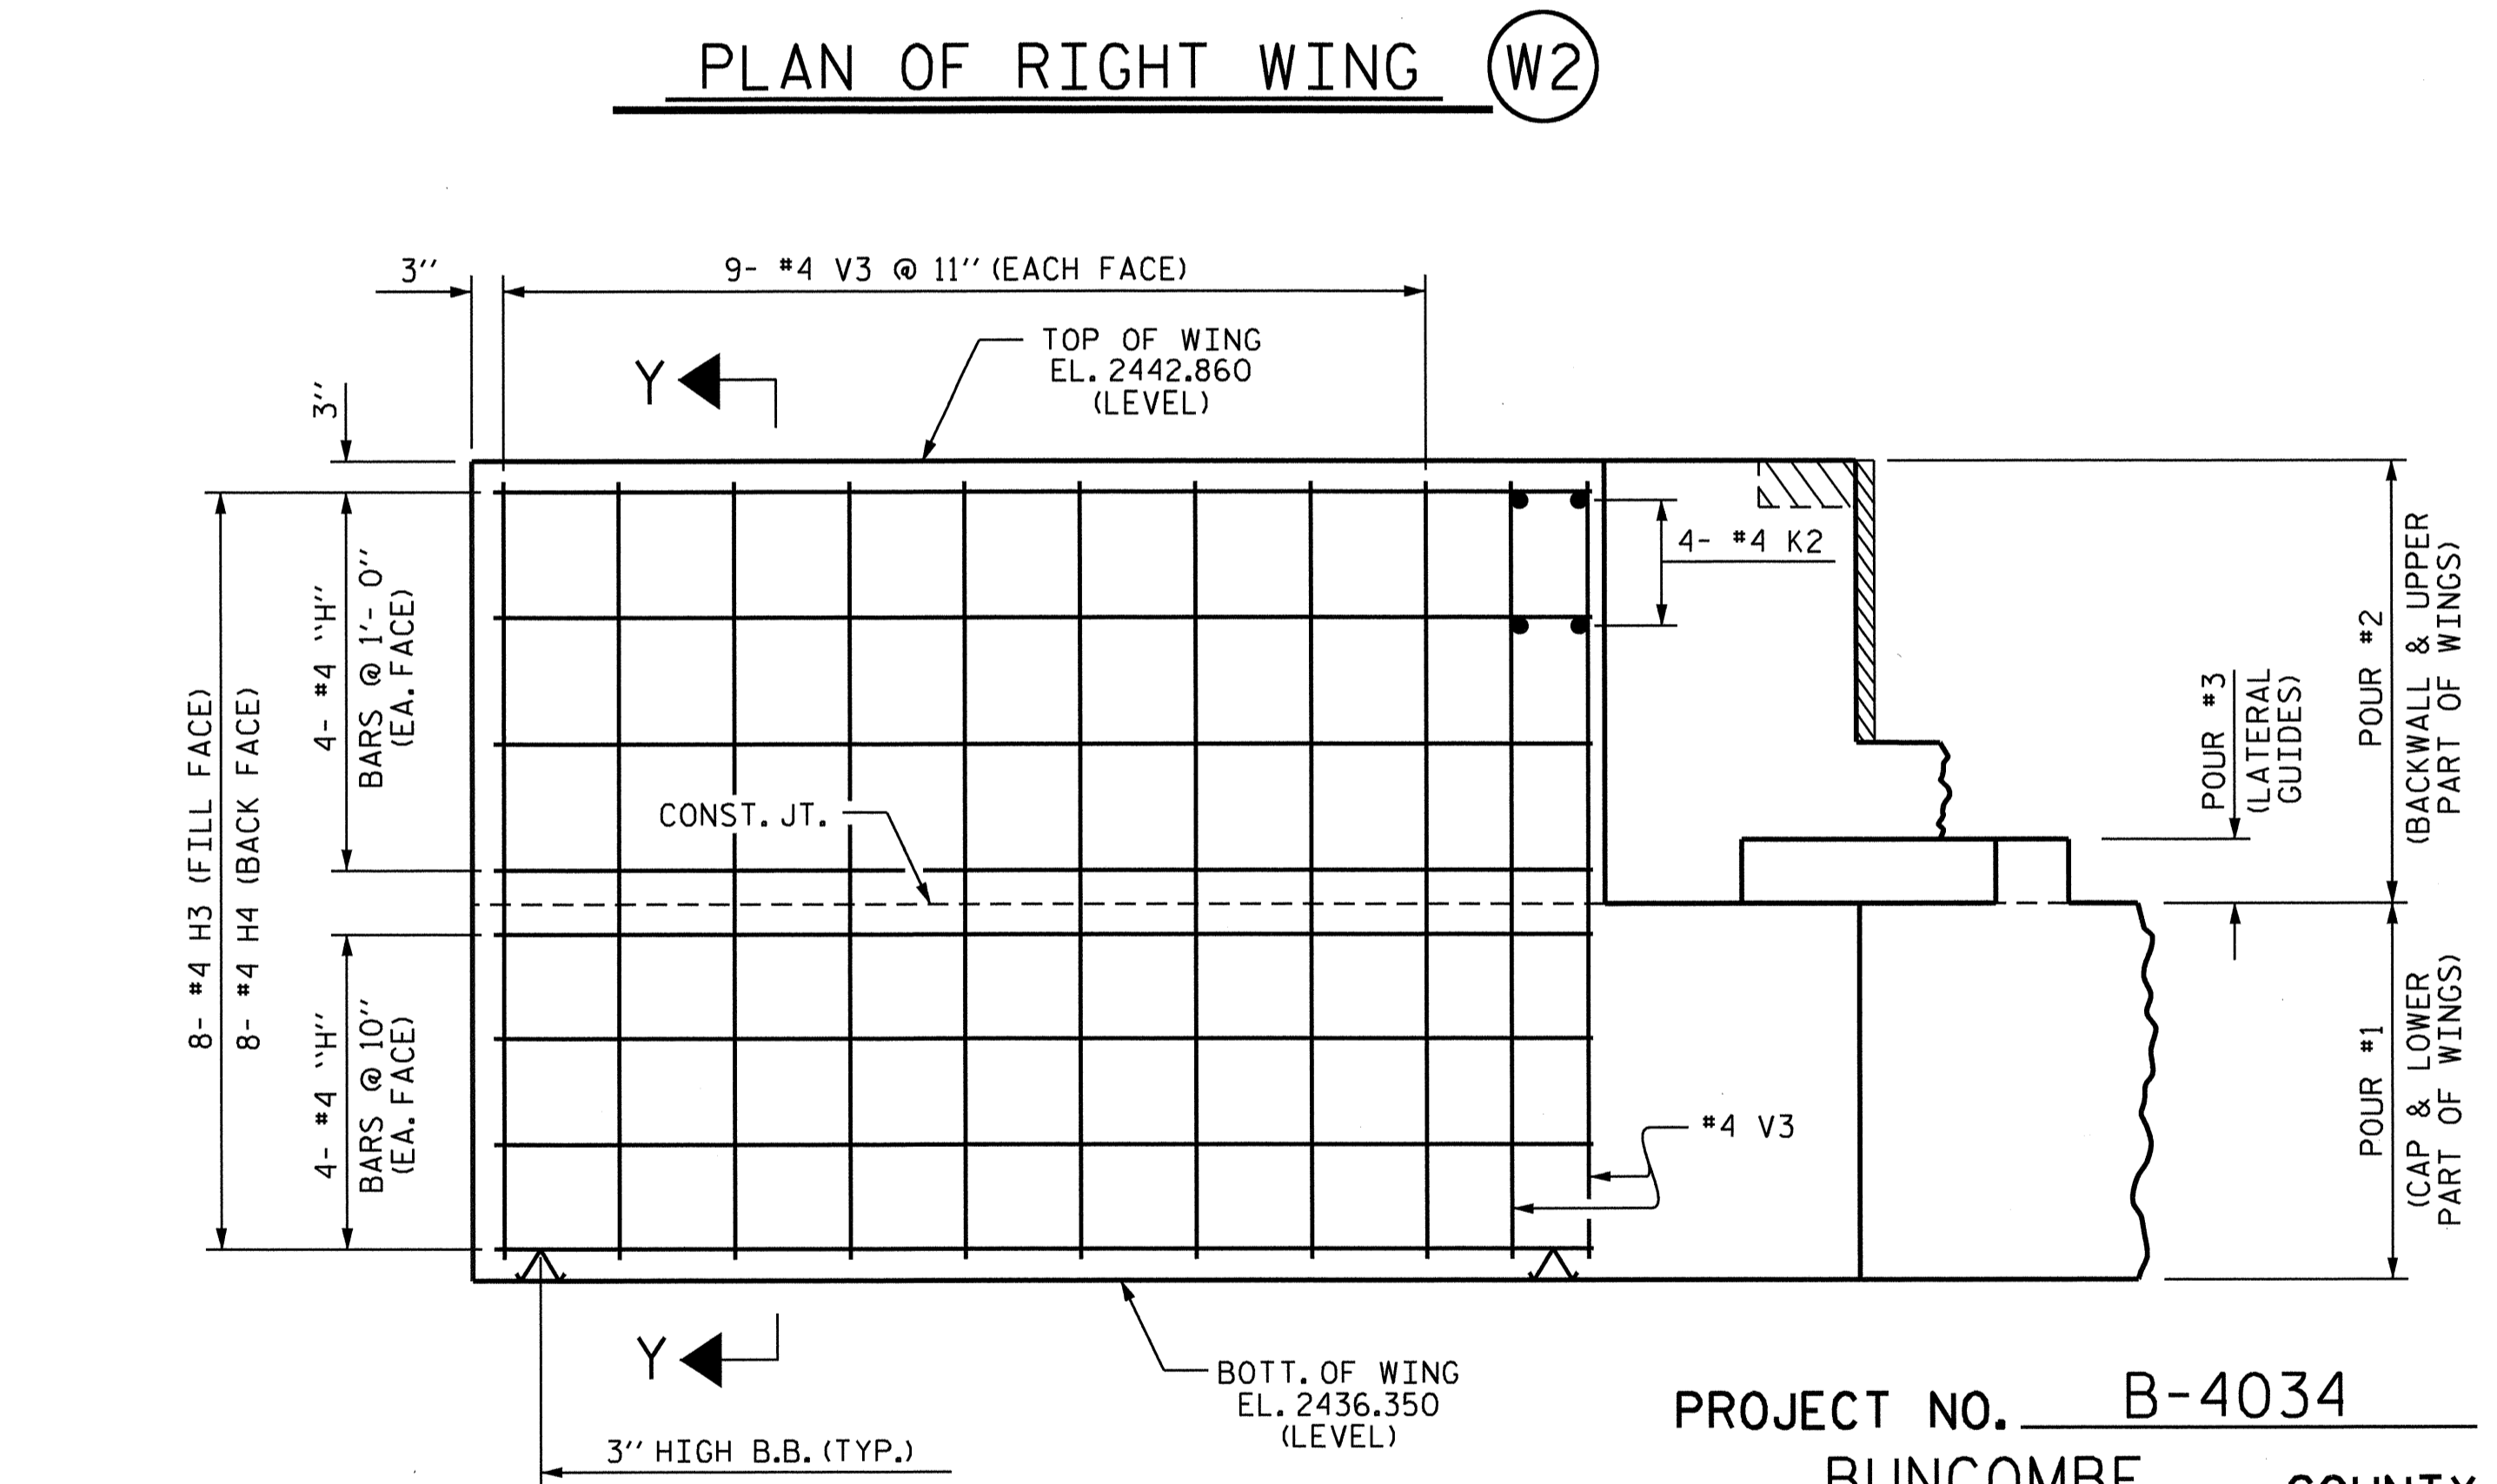 PLAN OF RIGHT WING W2
3"
9- #4 V3 @ 11" (EACH FACE)
TOP OF WING
EL. 2442.860
(LEVEL)
Y
3"
4- #4 K2
8- #4 H3 (FILL FACE)
8- #4 H4 (BACK FACE)
4- #4 "H"
BARS @ 1'- 0"
(EA. FACE)
4- #4 "H"
BARS @ 10"
(EA. FACE)
CONST. JT.
POUR #3
(LATERAL
GUIDES)
POUR #2
(BACKWALL & UPPER
PART OF WINGS)
POUR #1
(CAP & LOWER
PART OF WINGS)
#4 V3
Y
BOTT. OF WING
EL. 2436.350
(LEVEL)
3" HIGH B.B. (TYP.)
PROJECT NO. B-4034
BUNCOMBE COUNTY